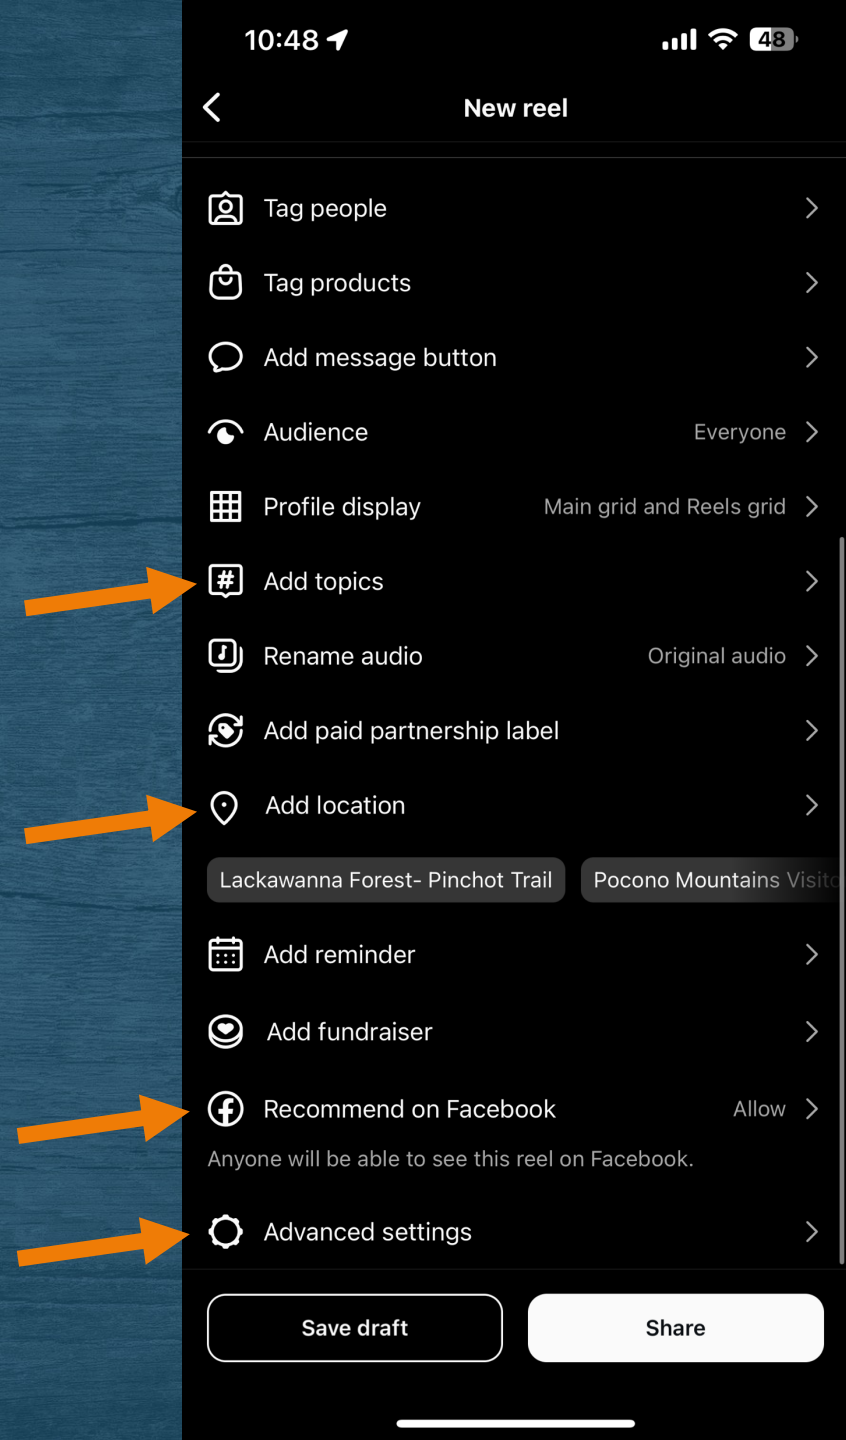 10:48
48
New reel
Tag people
Tag products
Add message button
Audience Everyone
Profile display Main grid and Reels grid
# Add topics
Rename audio Original audio
Add paid partnership label
Add location
Lackawanna Forest- Pinchot Trail Pocono Mountains Visitc
Add reminder
Add fundraiser
Recommend on Facebook Allow
Anyone will be able to see this reel on Facebook.
Advanced settings
Save draft Share